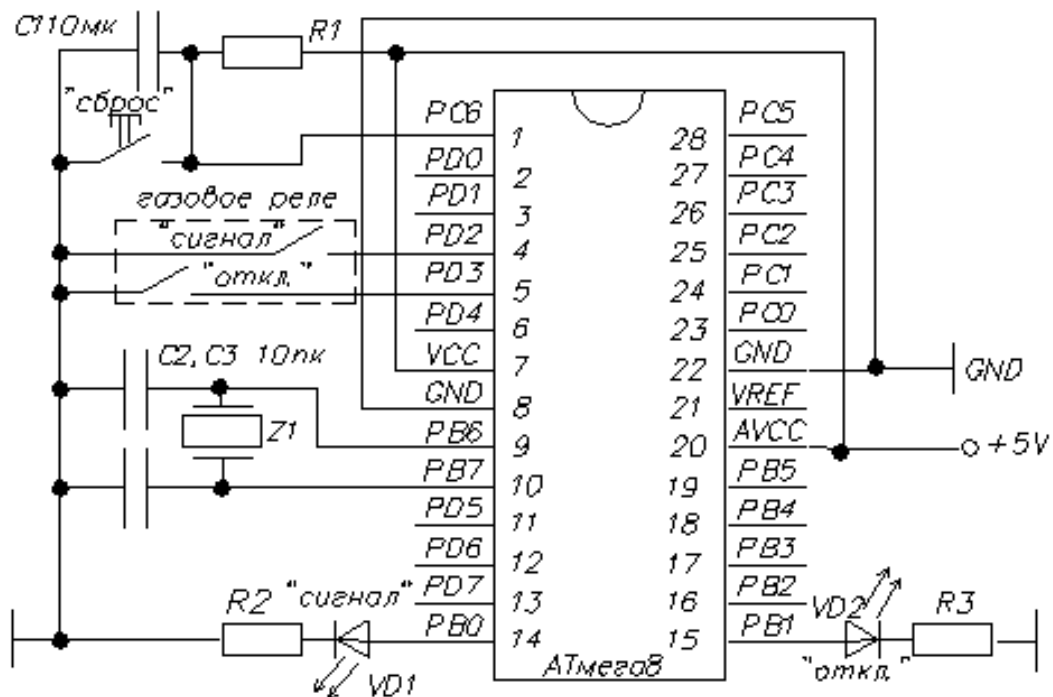 C1 10мк
R1
"сброс"
газовое реле
"сигнал"
"откл."
C2, C3 10пк
Z1
PC6 1 28 PC5
PD0 2 27 PC4
PD1 3 26 PC3
PD2 4 25 PC2
PD3 5 24 PC1
PD4 6 23 PC0
VCC 7 22 GND
GND 8 21 VREF
PB6 9 20 AVCC
PB7 10 19 PB5
PD5 11 18 PB4
PD6 12 17 PB3
PD7 13 16 PB2
PB0 14 15 PB1
GND
+5V
R2
"сигнал"
VD1
VD2
R3
"откл."
АТмега8